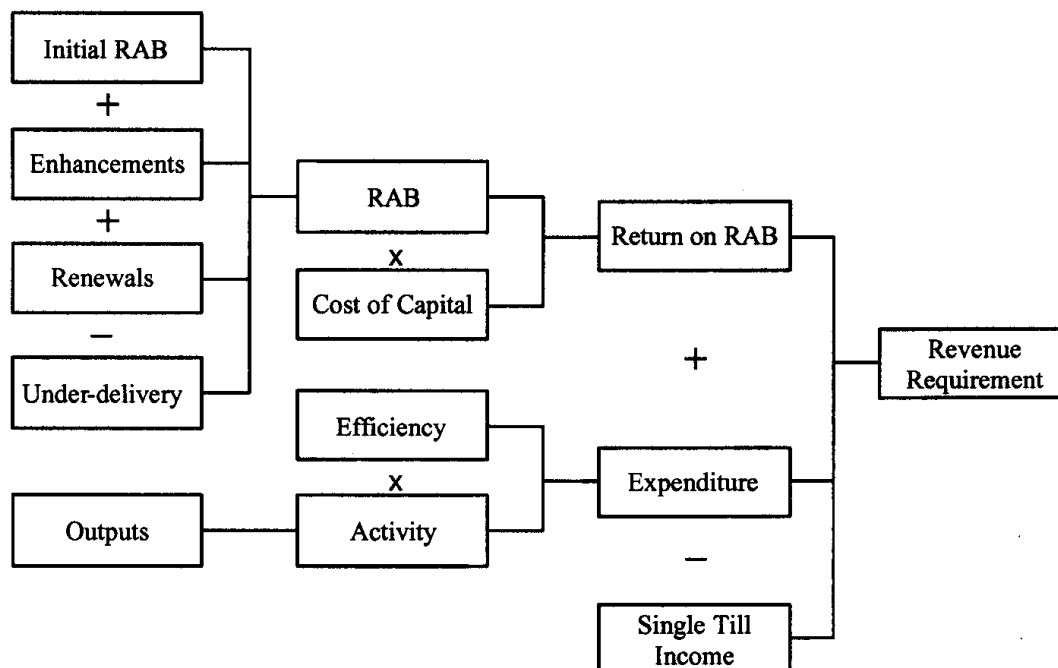 Initial RAB
+
Enhancements
+
Renewals
−
Under-delivery
Outputs
RAB
x
Cost of Capital
Efficiency
x
Activity
Return on RAB
+
Expenditure
−
Single Till
Income
Revenue
Requirement